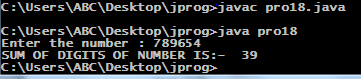 C:\Users\ABC\Desktop\jprog>javac pro18.java
C:\Users\ABC\Desktop\jprog>java pro18
Enter the number : 789654
SUM OF DIGITS OF NUMBER IS:-  39
C:\Users\ABC\Desktop\jprog>